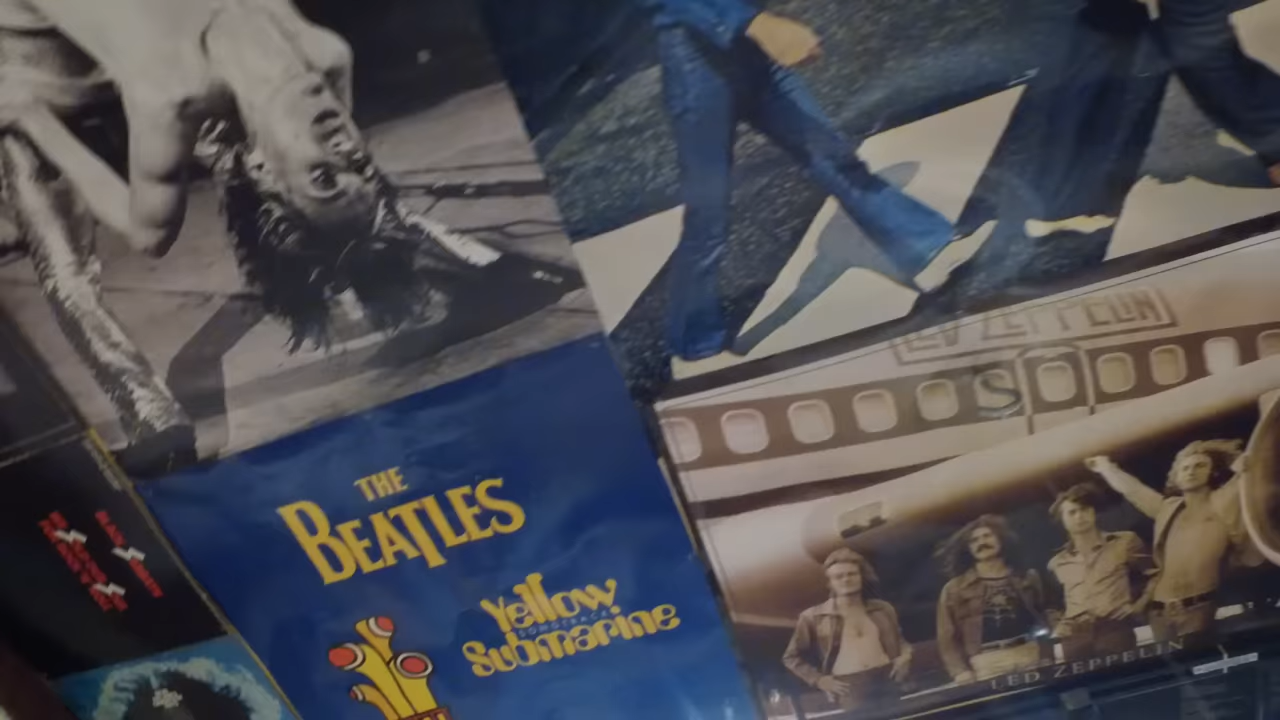 LED ZEPPELIN
THE
BEATLES
Yellow
SONGTRACK
Submarine
LED ZEPPELIN